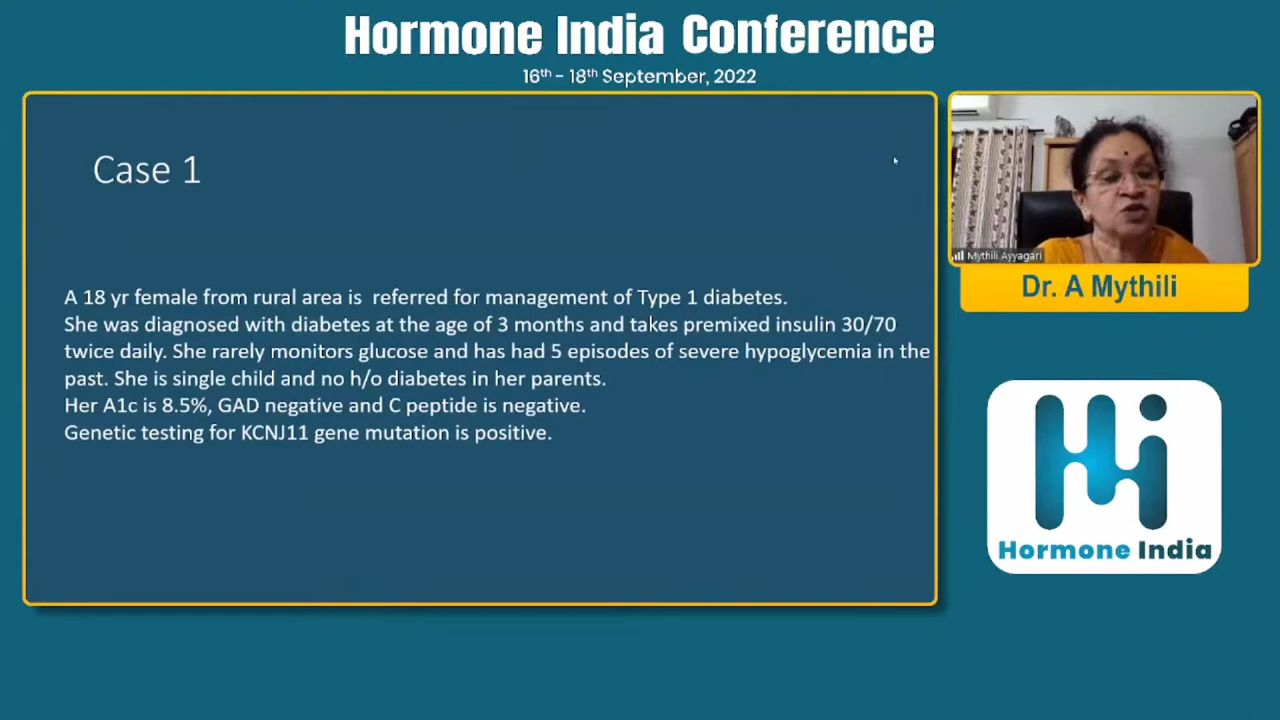 Hormone India Conference
16th - 18th September, 2022
Case 1
A 18 yr female from rural area is referred for management of Type 1 diabetes.
She was diagnosed with diabetes at the age of 3 months and takes premixed insulin 30/70
twice daily. She rarely monitors glucose and has had 5 episodes of severe hypoglycemia in the
past. She is single child and no h/o diabetes in her parents.
Her A1c is 8.5%, GAD negative and C peptide is negative.
Genetic testing for KCNJ11 gene mutation is positive.
Mythili Ayyagari
Dr. A Mythili
Hi
Hormone India